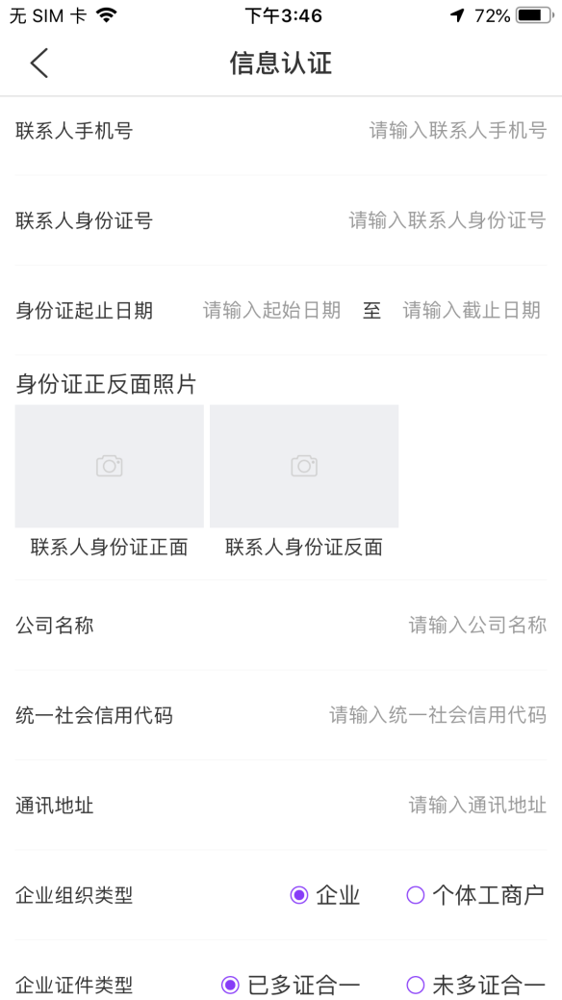 无 SIM 卡 下午3:46 72%
信息认证
联系人手机号 请输入联系人手机号
联系人身份证号 请输入联系人身份证号
身份证起止日期 请输入起始日期 至 请输入截止日期
身份证正反面照片
联系人身份证正面 联系人身份证反面
公司名称 请输入公司名称
统一社会信用代码 请输入统一社会信用代码
通讯地址 请输入通讯地址
企业组织类型 企业 个体工商户
企业证件类型 已多证合一 未多证合一